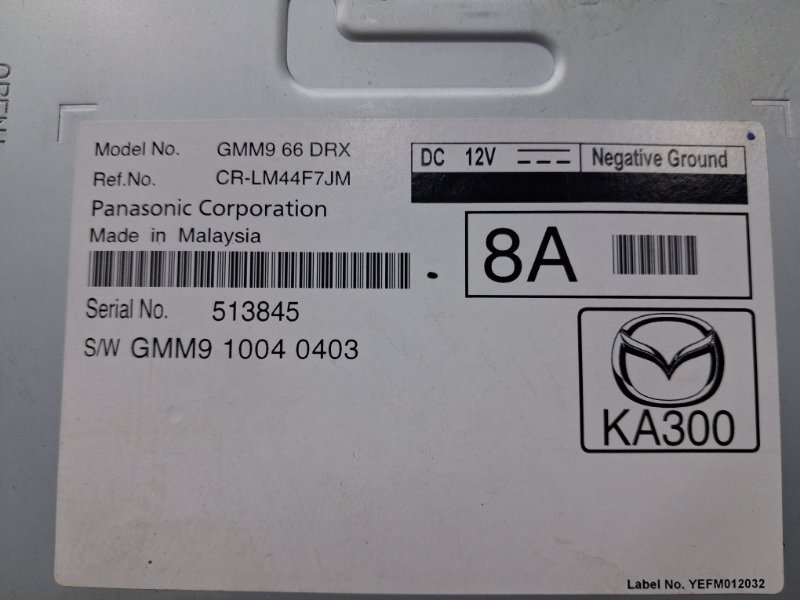 Model No. GMM9 66 DRX
Ref.No. CR-LM44F7JM
Panasonic Corporation
Made in Malaysia
Serial No. 513845
S/W GMM9 1004 0403
DC 12V Negative Ground
8A
KA300
Label No. YEFM012032